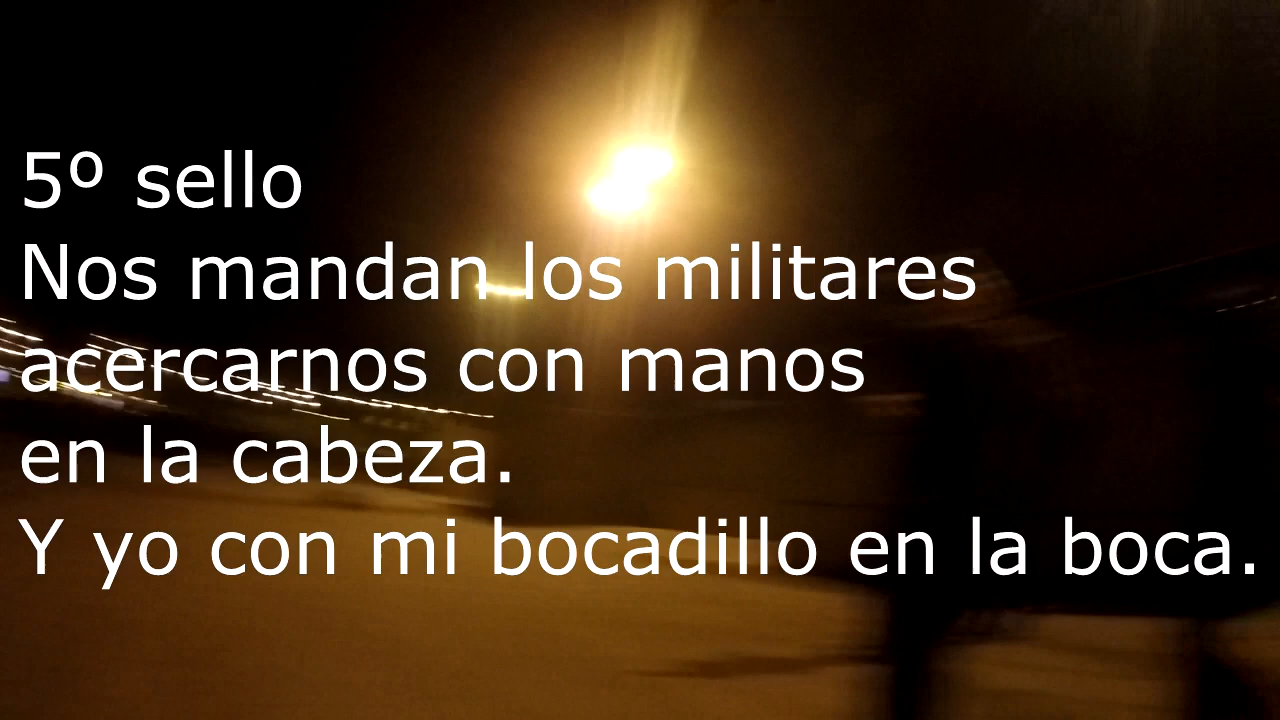 5º sello
Nos mandan los militares
acercarnos con manos
en la cabeza.
Y yo con mi bocadillo en la boca.